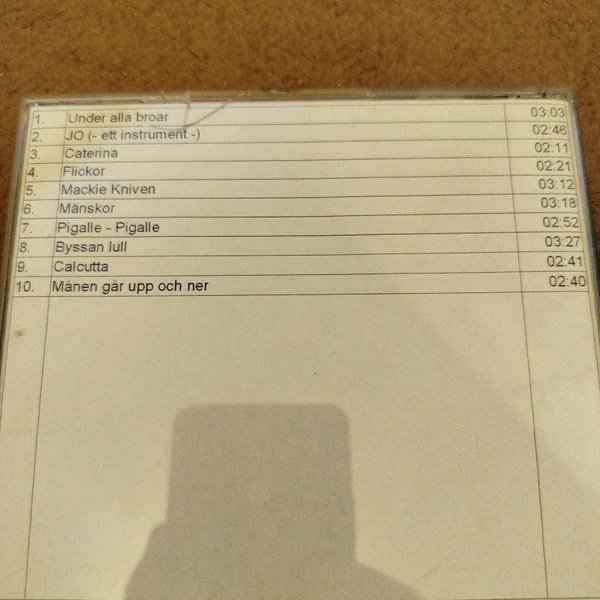 1. Under alla broar 03:03
2. JO (- ett instrument -) 02:46
3. Caterina 02:11
4. Flickor 02:21
5. Mackie Kniven 03:12
6. Mänskor 03:18
7. Pigalle - Pigalle 02:52
8. Byssan lull 03:27
9. Calcutta 02:41
10. Månen går upp och ner 02:40